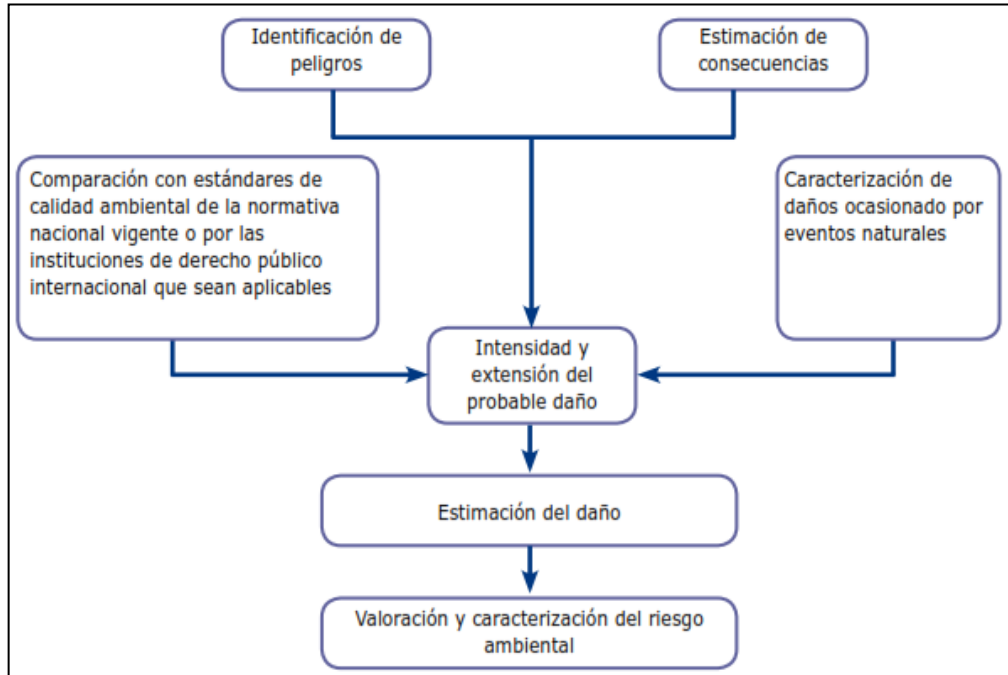 Identificación de
peligros
Estimación de
consecuencias
Comparación con estándares de
calidad ambiental de la normativa
nacional vigente o por las
instituciones de derecho público
internacional que sean aplicables
Caracterización de
daños ocasionado por
eventos naturales
Intensidad y
extensión del
probable daño
Estimación del daño
Valoración y caracterización del riesgo
ambiental